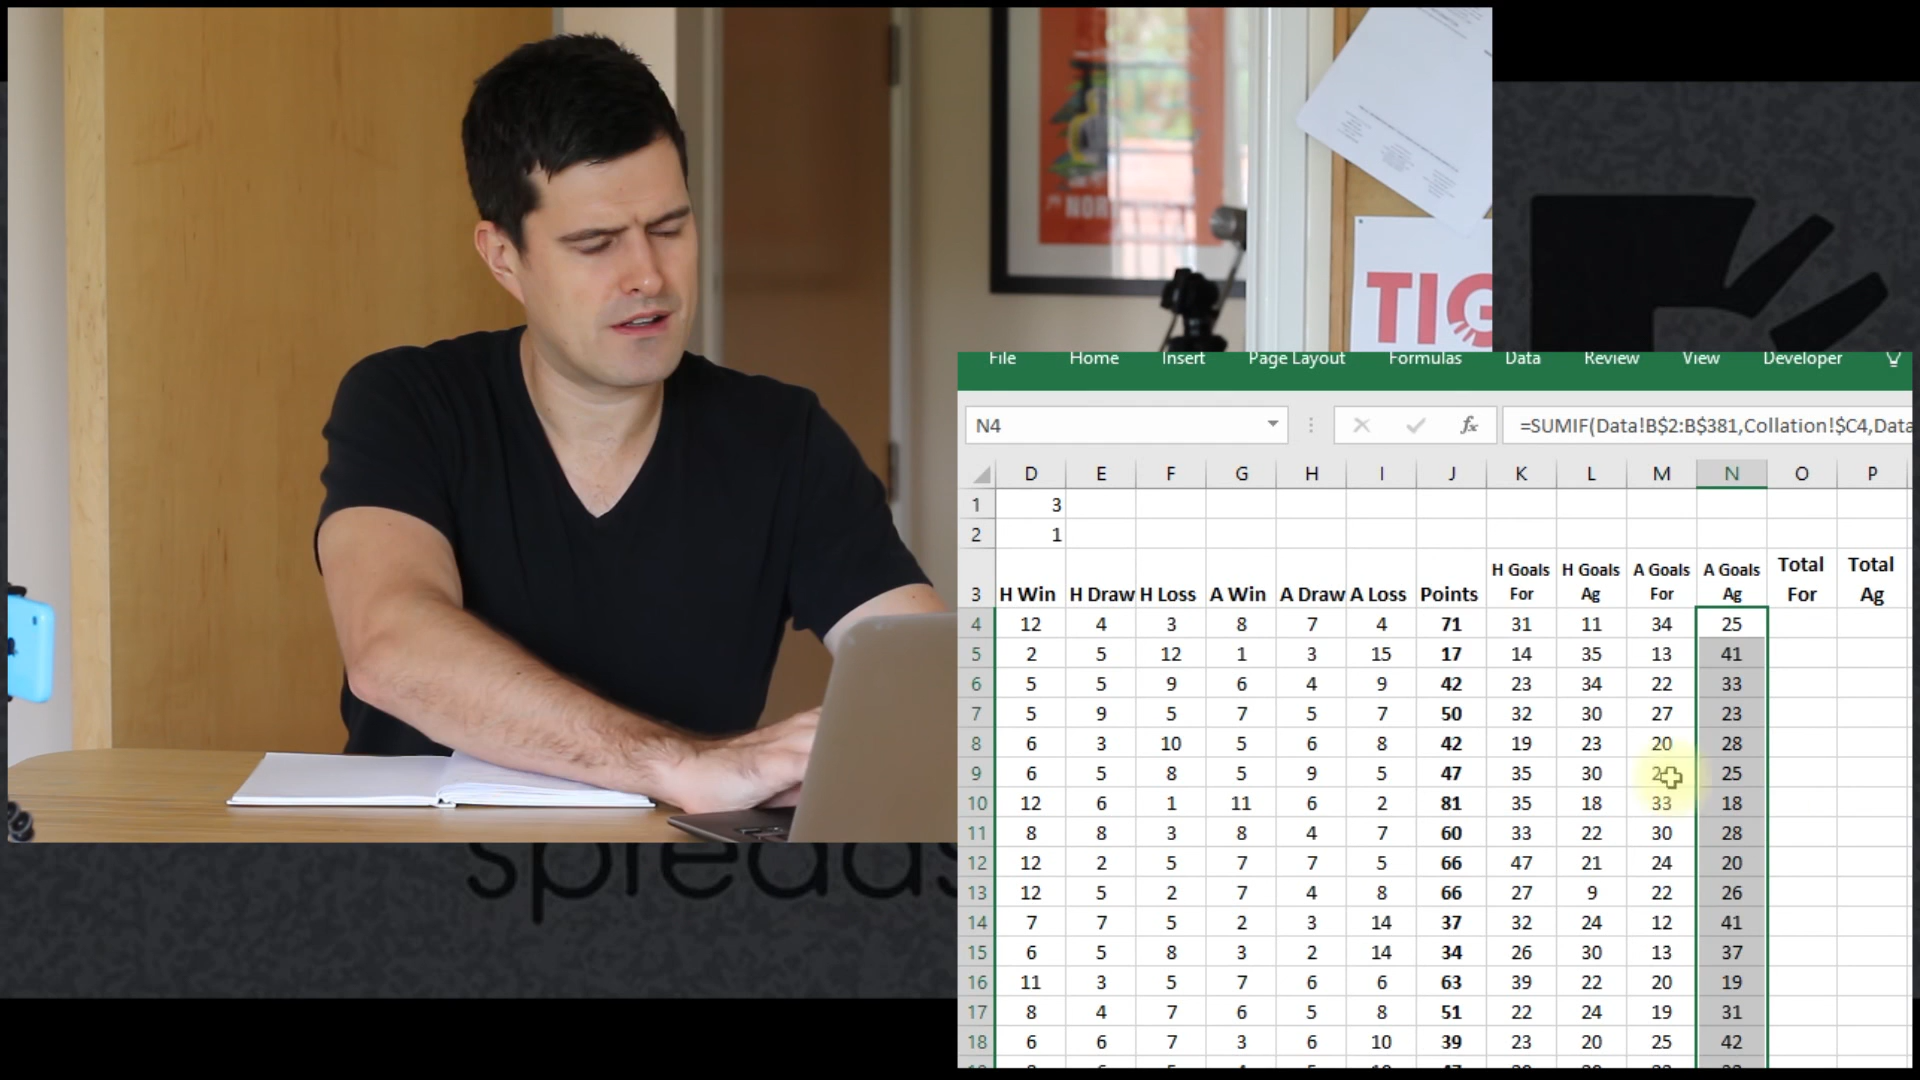 NOR
TIG
File Home Insert Page Layout Formulas Data Review View Developer
N4 fx =SUMIF(Data!B$2:B$381,Collation!$C4,Data
D E F G H I J K L M N O P
1 3
2 1
H Goals H Goals A Goals A Goals Total Total
3 H Win H Draw H Loss A Win A Draw A Loss Points For Ag For Ag For Ag
4 12 4 3 8 7 4 71 31 11 34 25
5 2 5 12 1 3 15 17 14 35 13 41
6 5 5 9 6 4 9 42 23 34 22 33
7 5 9 5 7 5 7 50 32 30 27 23
8 6 3 10 5 6 8 42 19 23 20 28
9 6 5 8 5 9 5 47 35 30 25
10 12 6 1 11 6 2 81 35 18 33 18
11 8 8 3 8 4 7 60 33 22 30 28
12 12 2 5 7 7 5 66 47 21 24 20
13 12 5 2 7 4 8 66 27 9 22 26
14 7 7 5 2 3 14 37 32 24 12 41
15 6 5 8 3 2 14 34 26 30 13 37
16 11 3 5 7 6 6 63 39 22 20 19
17 8 4 7 6 5 8 51 22 24 19 31
18 6 6 7 3 6 10 39 23 20 25 42
spreads